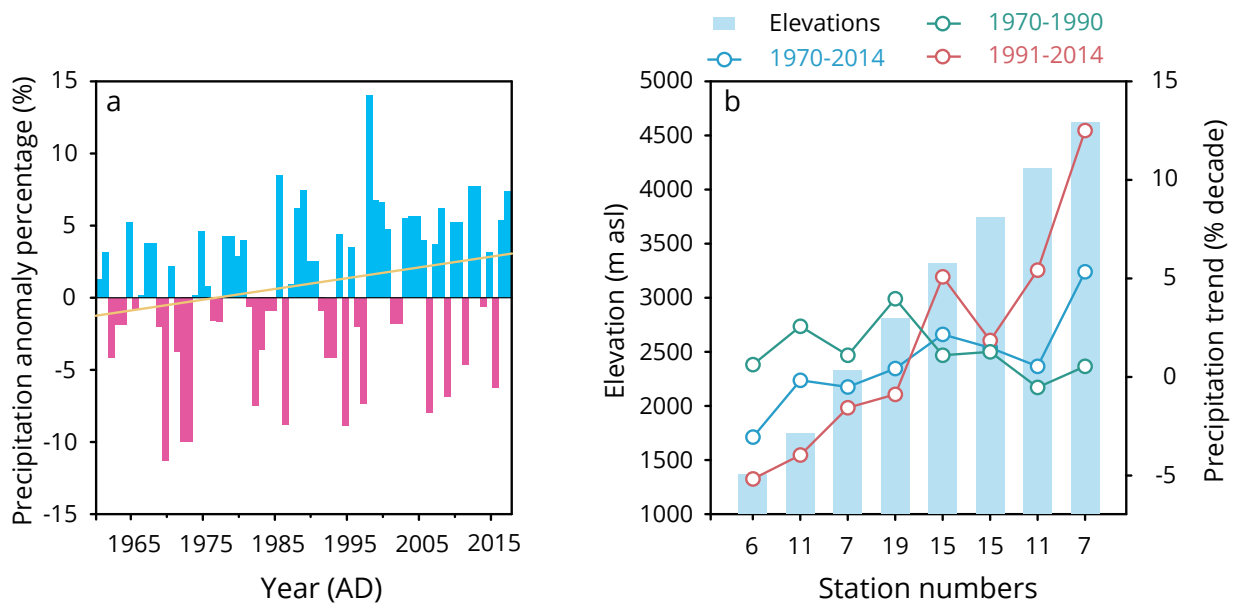 Elevations
1970-1990
1970-2014
1991-2014
a
Precipitation anomaly percentage (%)
15
10
5
0
-5
-10
-15
1965 1975 1985 1995 2005 2015
Year (AD)
b
Elevation (m asl)
5000
4500
4000
3500
3000
2500
2000
1500
1000
15
10
5
0
-5
Precipitation trend (% decade)
6 11 7 19 15 15 11 7
Station numbers